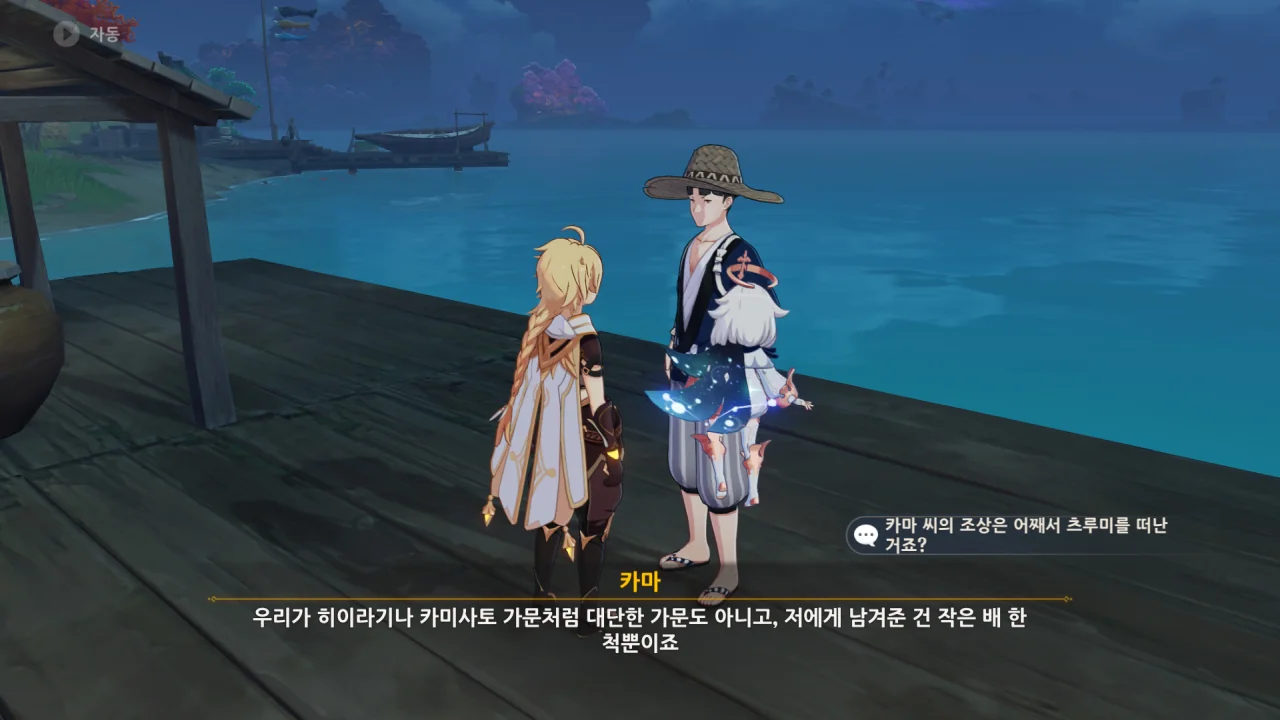 자동
카마 씨의 조상은 어째서 츠루미를 떠난
거죠?
카마
우리가 히이라기나 카미사토 가문처럼 대단한 가문도 아니고, 저에게 남겨준 건 작은 배 한
척뿐이죠